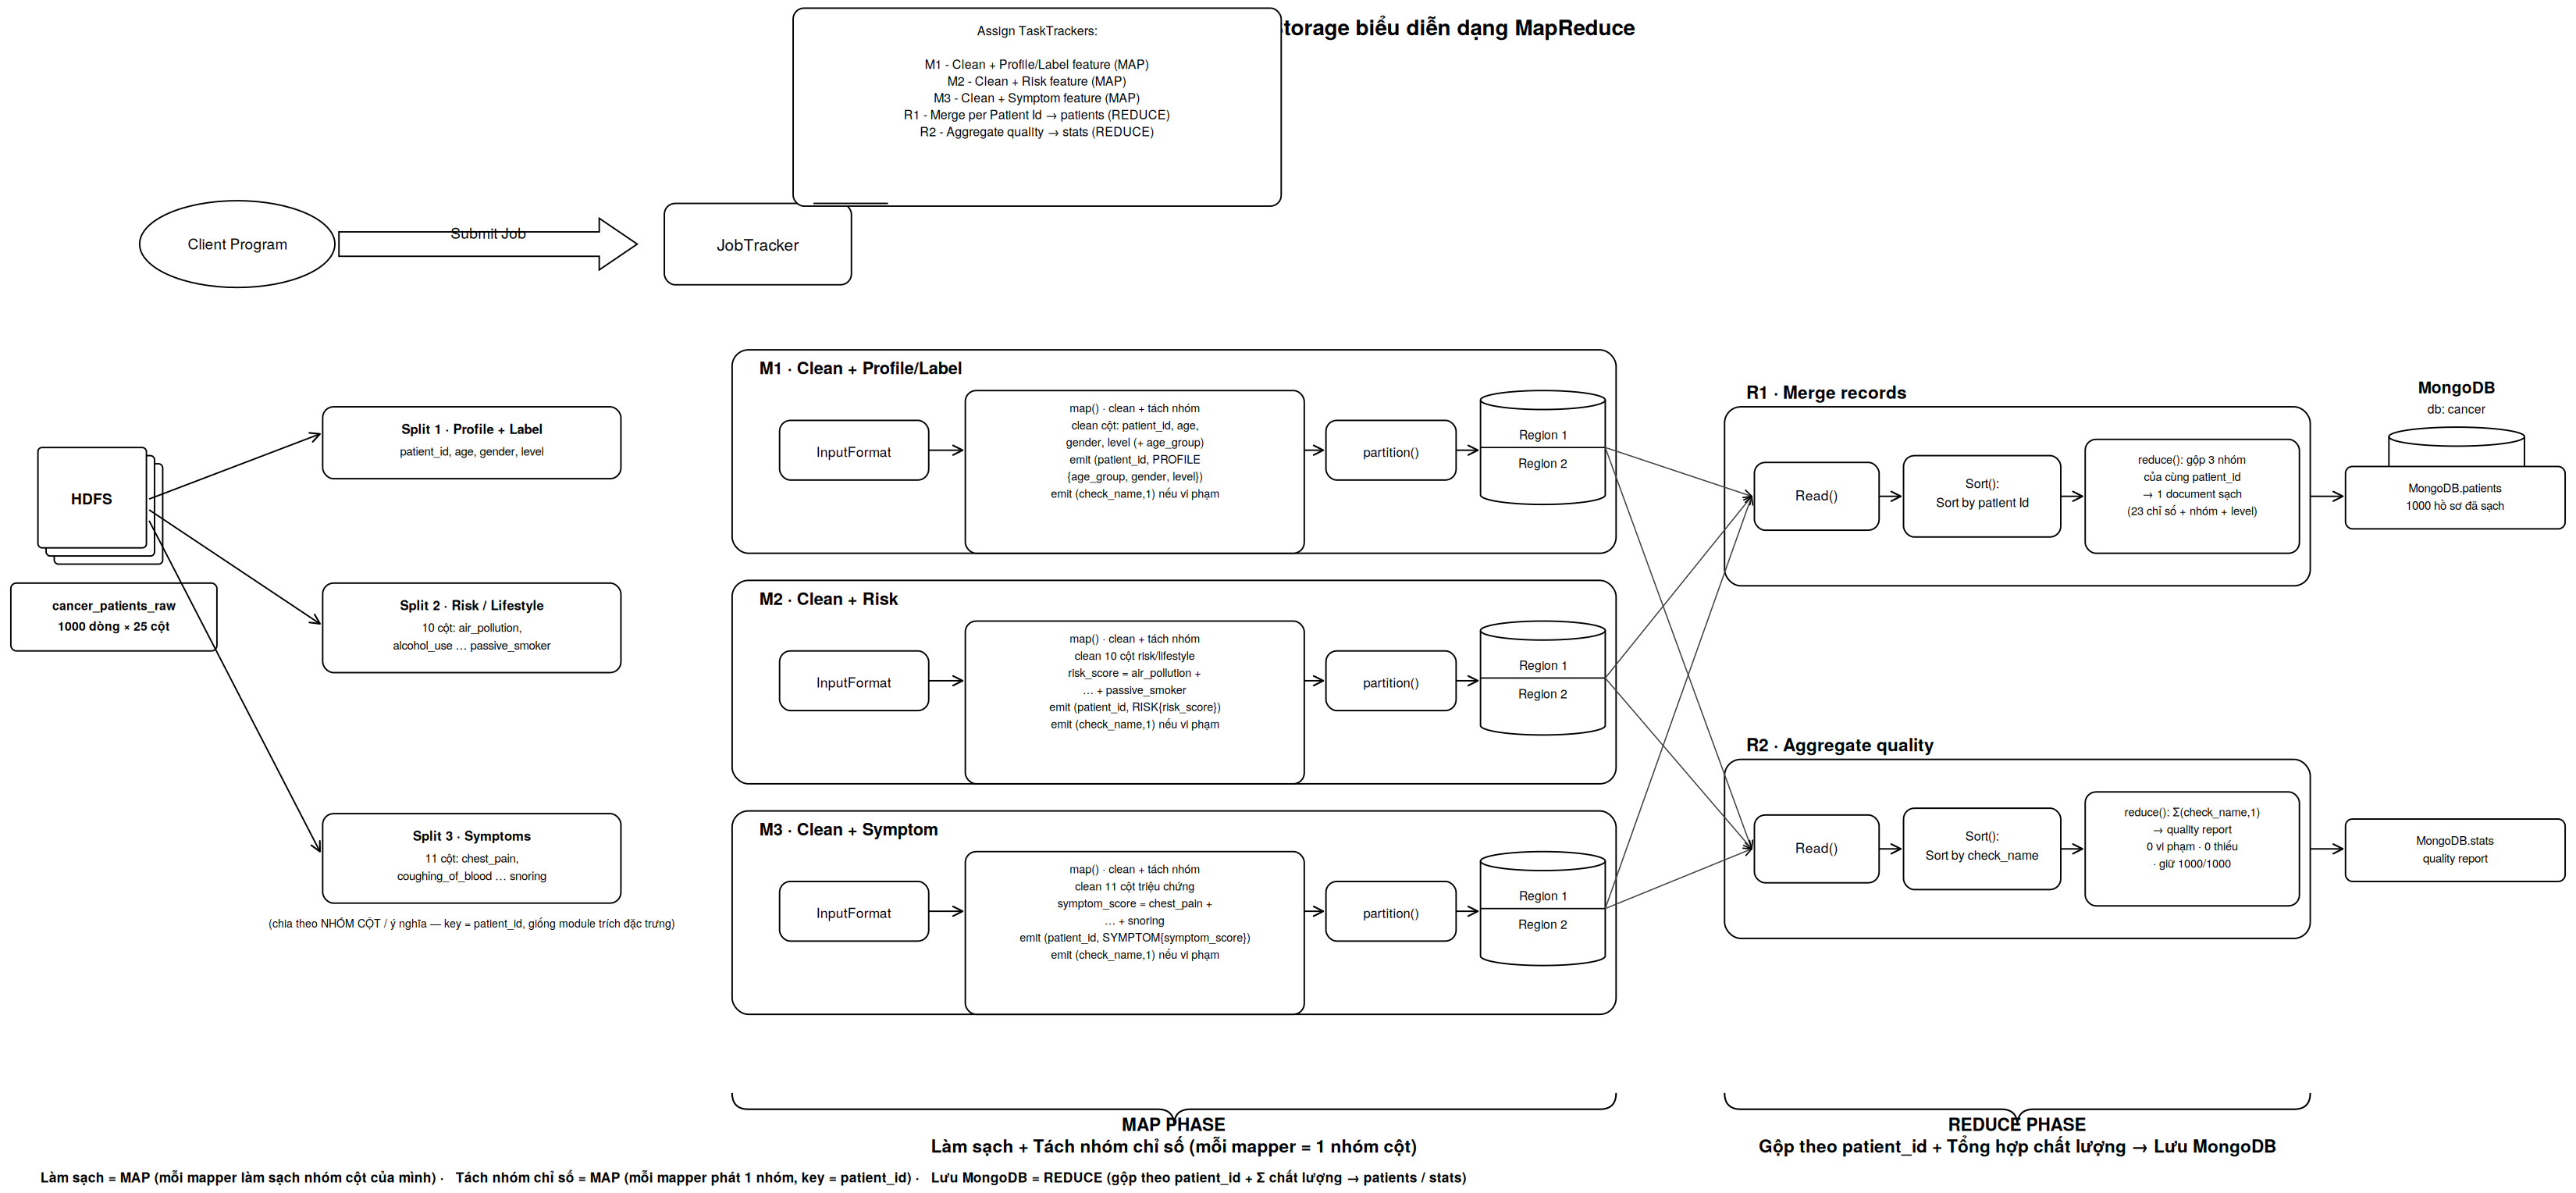 Storage biểu diễn dạng MapReduce
Assign TaskTrackers:
M1 - Clean + Profile/Label feature (MAP)
M2 - Clean + Risk feature (MAP)
M3 - Clean + Symptom feature (MAP)
R1 - Merge per Patient Id → patients (REDUCE)
R2 - Aggregate quality → stats (REDUCE)
Client Program
Submit Job
JobTracker
HDFS
cancer_patients_raw
1000 dòng × 25 cột
Split 1 · Profile + Label
patient_id, age, gender, level
Split 2 · Risk / Lifestyle
10 cột: air_pollution,
alcohol_use … passive_smoker
Split 3 · Symptoms
11 cột: chest_pain,
coughing_of_blood … snoring
(chia theo NHÓM CỘT / ý nghĩa — key = patient_id, giống module trích đặc trưng)
M1 · Clean + Profile/Label
InputFormat
map() · clean + tách nhóm
clean cột: patient_id, age,
gender, level (+ age_group)
emit (patient_id, PROFILE
{age_group, gender, level})
emit (check_name,1) nếu vi phạm
partition()
Region 1
Region 2
M2 · Clean + Risk
InputFormat
map() · clean + tách nhóm
clean 10 cột risk/lifestyle
risk_score = air_pollution +
… + passive_smoker
emit (patient_id, RISK{risk_score})
emit (check_name,1) nếu vi phạm
partition()
Region 1
Region 2
M3 · Clean + Symptom
InputFormat
map() · clean + tách nhóm
clean 11 cột triệu chứng
symptom_score = chest_pain +
… + snoring
emit (patient_id, SYMPTOM{symptom_score})
emit (check_name,1) nếu vi phạm
partition()
Region 1
Region 2
R1 · Merge records
Read()
Sort():
Sort by patient Id
reduce(): gộp 3 nhóm
của cùng patient_id
→ 1 document sạch
(23 chỉ số + nhóm + level)
MongoDB
db: cancer
MongoDB.patients
1000 hồ sơ đã sạch
R2 · Aggregate quality
Read()
Sort():
Sort by check_name
reduce(): Σ(check_name,1)
→ quality report
0 vi phạm · 0 thiếu
· giữ 1000/1000
MongoDB.stats
quality report
MAP PHASE
Làm sạch + Tách nhóm chỉ số (mỗi mapper = 1 nhóm cột)
REDUCE PHASE
Gộp theo patient_id + Tổng hợp chất lượng → Lưu MongoDB
Làm sạch = MAP (mỗi mapper làm sạch nhóm cột của mình) · Tách nhóm chỉ số = MAP (mỗi mapper phát 1 nhóm, key = patient_id) · Lưu MongoDB = REDUCE (gộp theo patient_id + Σ chất lượng → patients / stats)